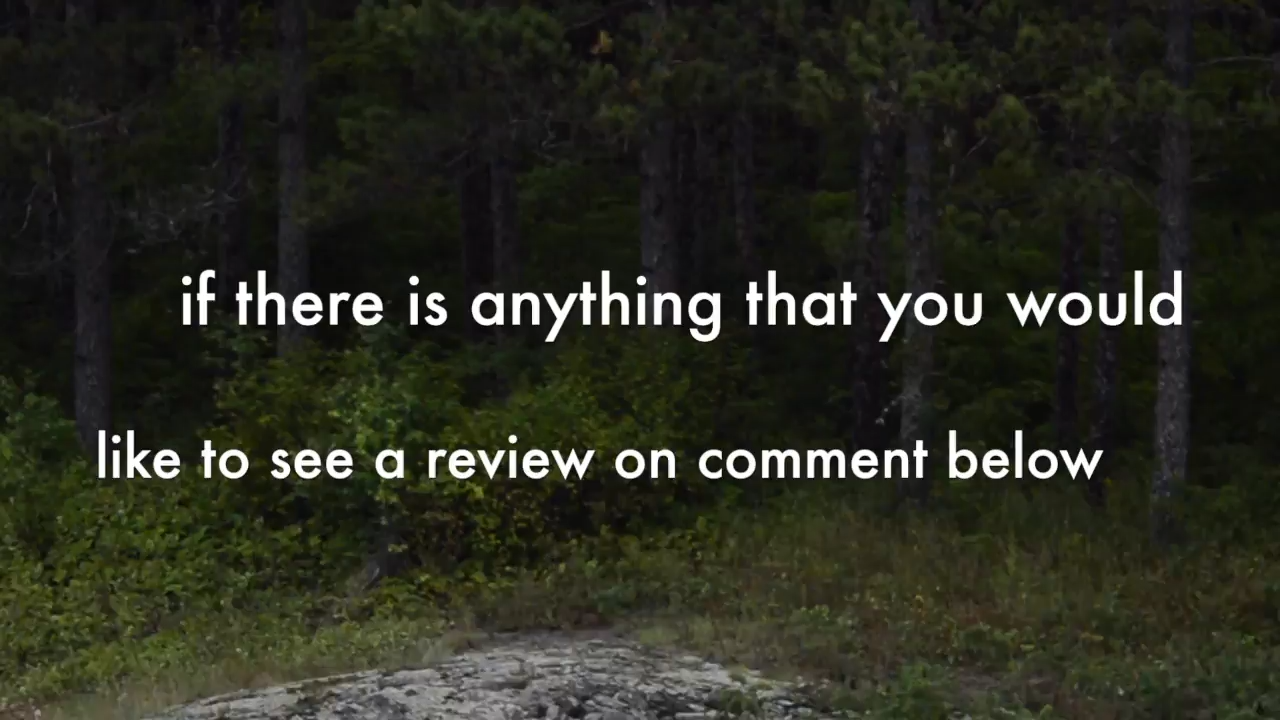 if there is anything that you would
like to see a review on comment below